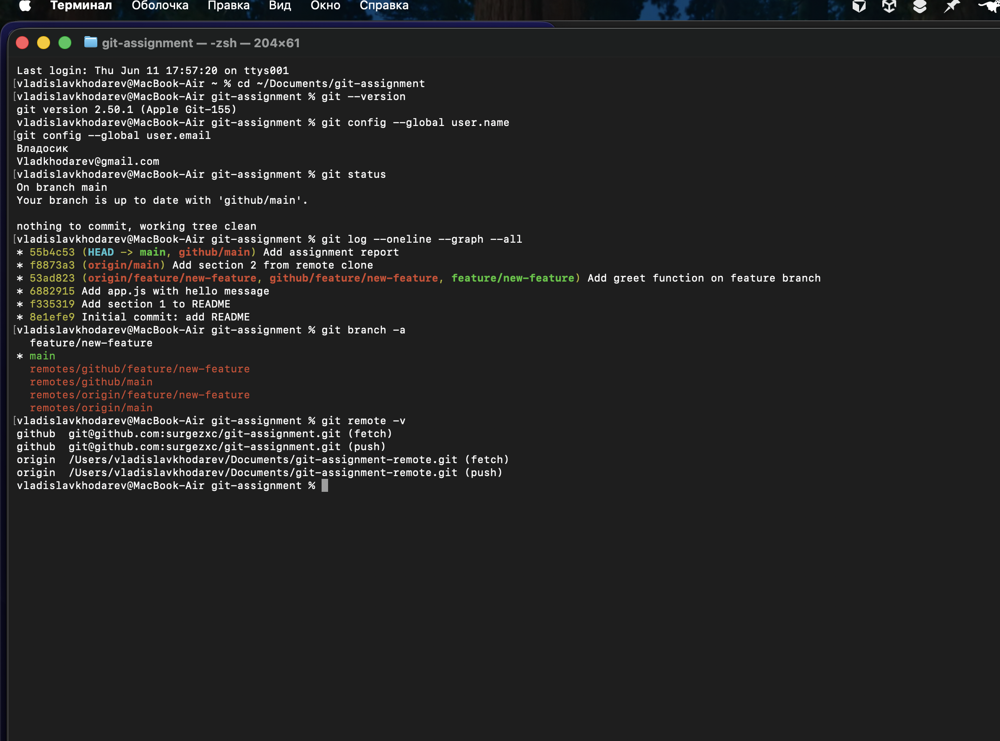 Терминал Оболочка Правка Вид Окно Справка
git-assignment — -zsh — 204×61
Last login: Thu Jun 11 17:57:20 on ttys001
[vladislavkhodarev@MacBook-Air ~ % cd ~/Documents/git-assignment
[vladislavkhodarev@MacBook-Air git-assignment % git --version
git version 2.50.1 (Apple Git-155)
vladislavkhodarev@MacBook-Air git-assignment % git config --global user.name
[git config --global user.email
Владосик
Vladkhodarev@gmail.com
[vladislavkhodarev@MacBook-Air git-assignment % git status
On branch main
Your branch is up to date with 'github/main'.
nothing to commit, working tree clean
[vladislavkhodarev@MacBook-Air git-assignment % git log --oneline --graph --all
* 55b4c53 (HEAD -> main, github/main) Add assignment report
* f8873a3 (origin/main) Add section 2 from remote clone
* 53ad823 (origin/feature/new-feature, github/feature/new-feature, feature/new-feature) Add greet function on feature branch
* 6882915 Add app.js with hello message
* f335319 Add section 1 to README
* 8e1efe9 Initial commit: add README
[vladislavkhodarev@MacBook-Air git-assignment % git branch -a
feature/new-feature
* main
remotes/github/feature/new-feature
remotes/github/main
remotes/origin/feature/new-feature
remotes/origin/main
[vladislavkhodarev@MacBook-Air git-assignment % git remote -v
github git@github.com:surgezxc/git-assignment.git (fetch)
github git@github.com:surgezxc/git-assignment.git (push)
origin /Users/vladislavkhodarev/Documents/git-assignment-remote.git (fetch)
origin /Users/vladislavkhodarev/Documents/git-assignment-remote.git (push)
vladislavkhodarev@MacBook-Air git-assignment %